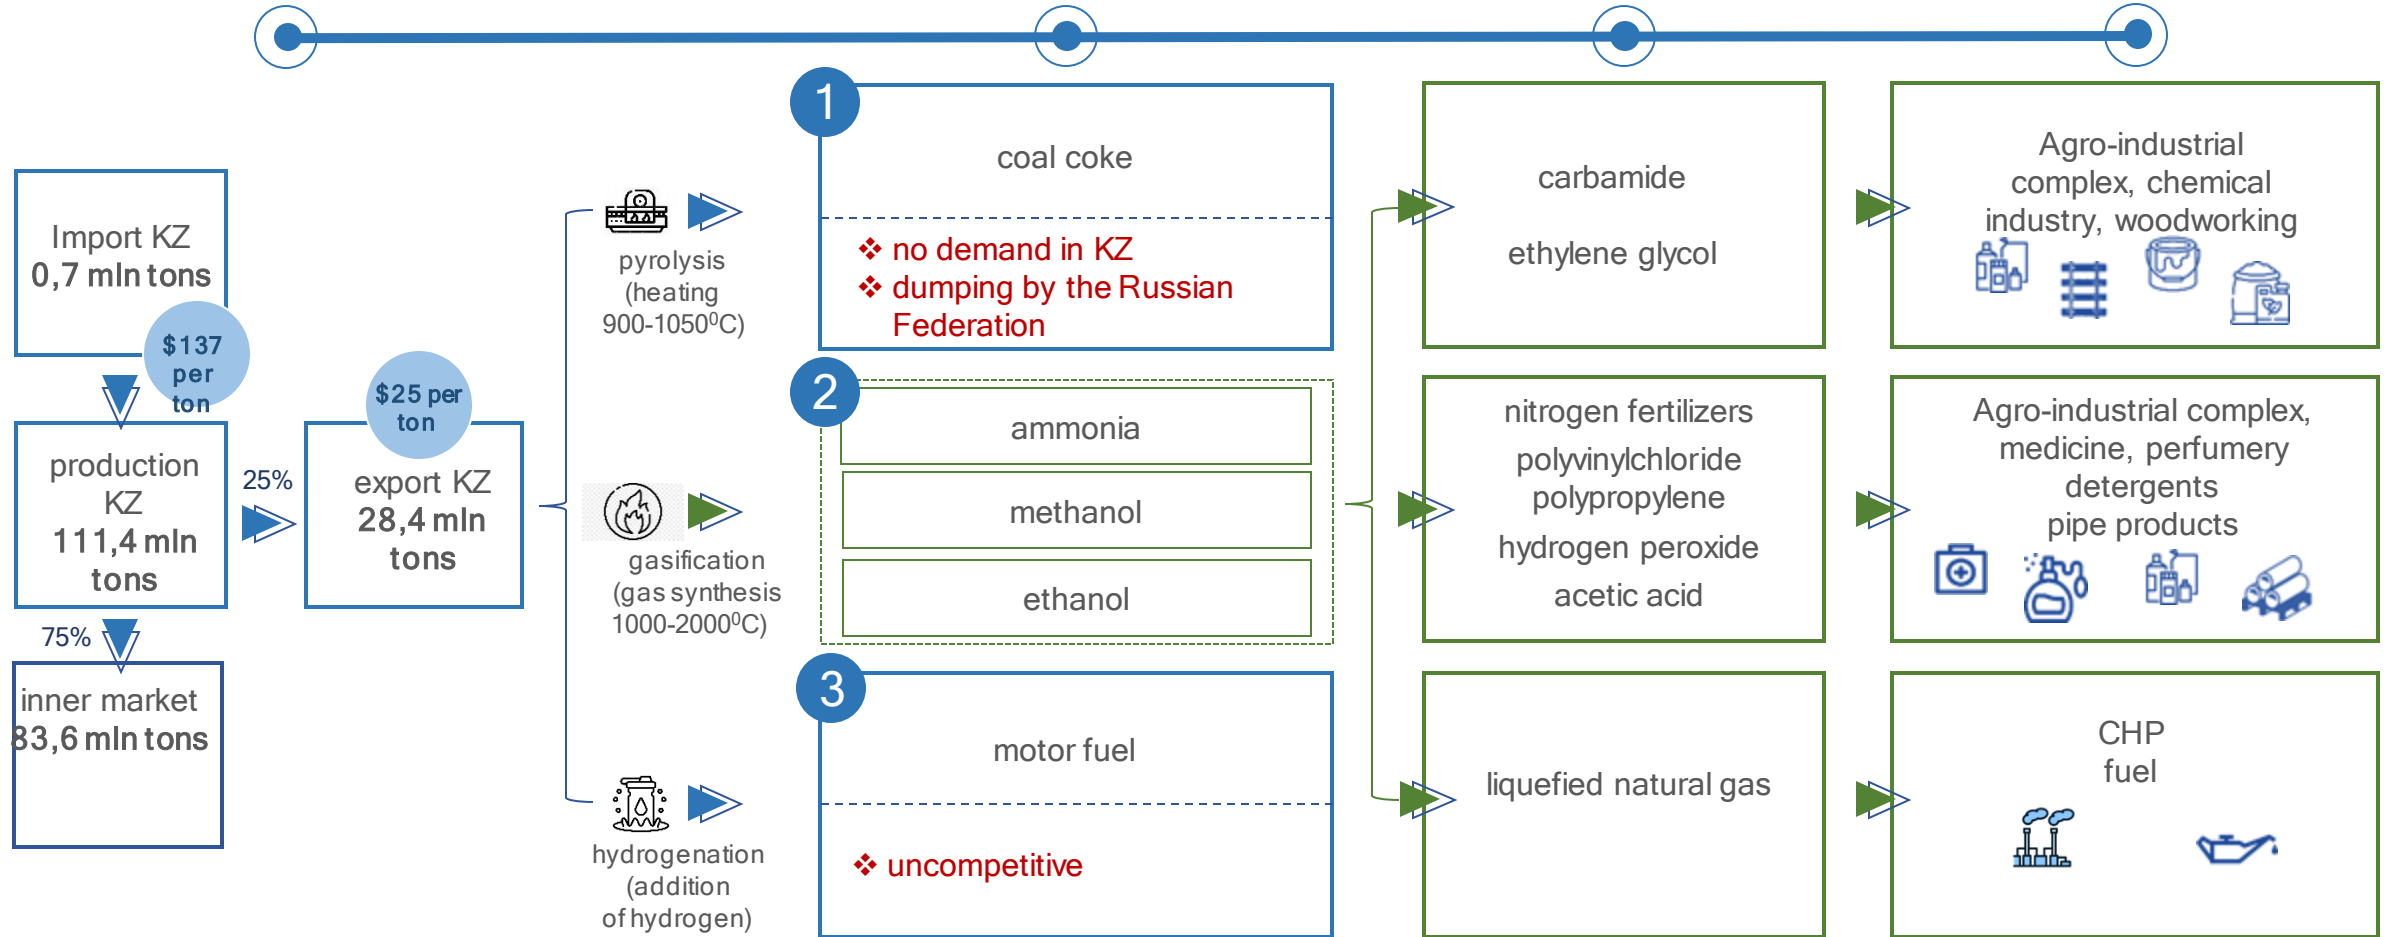 Import KZ
0,7 mln tons
$137
per
ton
production
KZ
111,4 mln
tons
25%
75%
inner market
83,6 mln tons
$25 per
ton
export KZ
28,4 mln
tons
pyrolysis
(heating
900-1050⁰C)
gasification
(gas synthesis
1000-2000⁰C)
hydrogenation
(addition
of hydrogen)
1
coal coke
❖ no demand in KZ
❖ dumping by the Russian
Federation
2
ammonia
methanol
ethanol
3
motor fuel
❖ uncompetitive
carbamide
ethylene glycol
nitrogen fertilizers
polyvinylchloride
polypropylene
hydrogen peroxide
acetic acid
liquefied natural gas
Agro-industrial
complex, chemical
industry, woodworking
Agro-industrial complex,
medicine, perfumery
detergents
pipe products
CHP
fuel